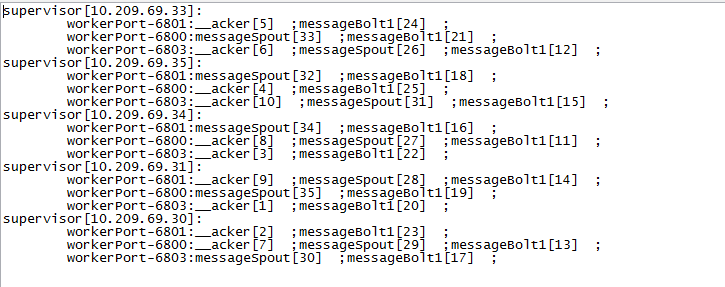 supervisor[10.209.69.33]:
workerPort-6801:__acker[5]  ;messageBolt1[24]  ;
workerPort-6800:messageSpout[33]  ;messageBolt1[21]  ;
workerPort-6803:__acker[6]  ;messageSpout[26]  ;messageBolt1[12]  ;
supervisor[10.209.69.35]:
workerPort-6801:messageSpout[32]  ;messageBolt1[18]  ;
workerPort-6800:__acker[4]  ;messageBolt1[25]  ;
workerPort-6803:__acker[10]  ;messageSpout[31]  ;messageBolt1[15]  ;
supervisor[10.209.69.34]:
workerPort-6801:messageSpout[34]  ;messageBolt1[16]  ;
workerPort-6800:__acker[8]  ;messageSpout[27]  ;messageBolt1[11]  ;
workerPort-6803:__acker[3]  ;messageBolt1[22]  ;
supervisor[10.209.69.31]:
workerPort-6801:__acker[9]  ;messageSpout[28]  ;messageBolt1[14]  ;
workerPort-6800:messageSpout[35]  ;messageBolt1[19]  ;
workerPort-6803:__acker[1]  ;messageBolt1[20]  ;
supervisor[10.209.69.30]:
workerPort-6801:__acker[2]  ;messageBolt1[23]  ;
workerPort-6800:__acker[7]  ;messageSpout[29]  ;messageBolt1[13]  ;
workerPort-6803:messageSpout[30]  ;messageBolt1[17]  ;